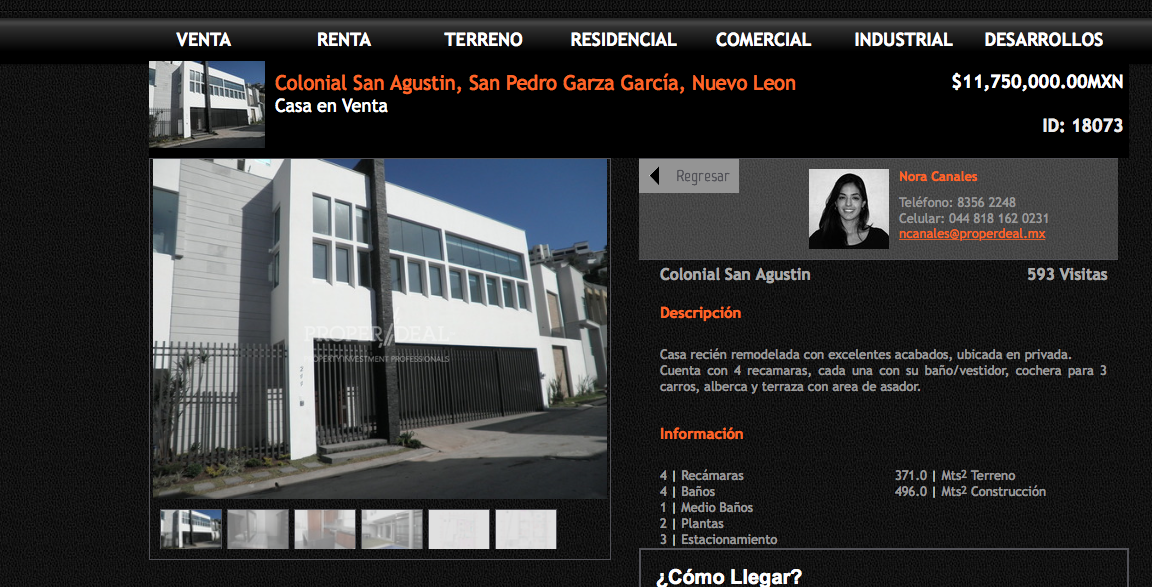 VENTA RENTA TERRENO RESIDENCIAL COMERCIAL INDUSTRIAL DESARROLLOS
Colonial San Agustin, San Pedro Garza García, Nuevo Leon
$11,750,000.00MXN
Casa en Venta
ID: 18073
Regresar
Nora Canales
Teléfono: 8356 2248
Celular: 044 818 162 0231
ncanales@properdeal.mx
PROPER/DEAL
PROPERTY INVESTMENT PROFESSIONALS
Colonial San Agustin
593 Visitas
Descripción
Casa recién remodelada con excelentes acabados, ubicada en privada.
Cuenta con 4 recamaras, cada una con su baño/vestidor, cochera para 3
carros, alberca y terraza con area de asador.
Información
4 | Recámaras
4 | Baños
1 | Medio Baños
2 | Plantas
3 | Estacionamiento
371.0 | Mts² Terreno
496.0 | Mts² Construcción
¿Cómo Llegar?